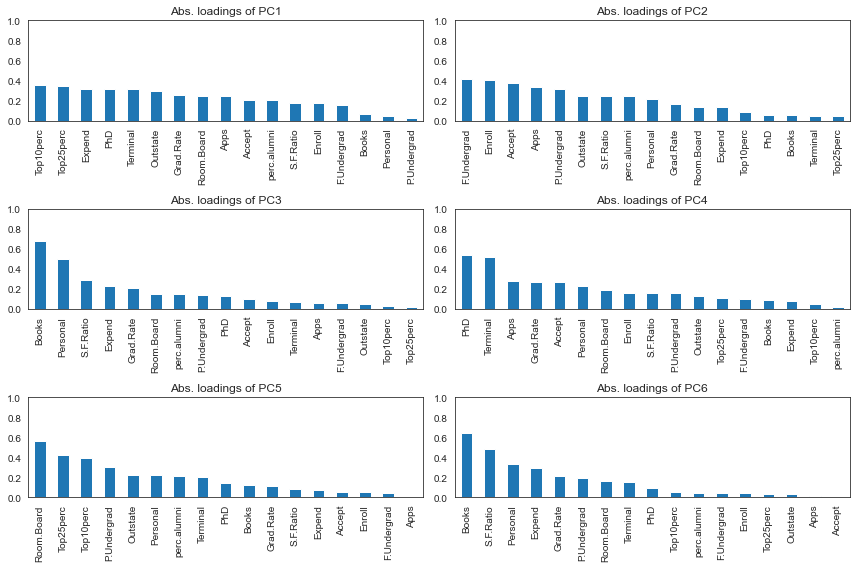 Abs. loadings of PC1
1.0
0.8
0.6
0.4
0.2
0.0
Top10perc
Top25perc
Expend
PhD
Terminal
Outstate
Grad.Rate
Room.Board
Apps
Accept
perc.alumni
S.F.Ratio
Enroll
F.Undergrad
Books
Personal
P.Undergrad
Abs. loadings of PC2
1.0
0.8
0.6
0.4
0.2
0.0
F.Undergrad
Enroll
Accept
Apps
P.Undergrad
Outstate
S.F.Ratio
perc.alumni
Personal
Grad.Rate
Room.Board
Expend
Top10perc
PhD
Books
Terminal
Top25perc
Abs. loadings of PC3
1.0
0.8
0.6
0.4
0.2
0.0
Books
Personal
S.F.Ratio
Expend
Grad.Rate
Room.Board
perc.alumni
P.Undergrad
PhD
Accept
Enroll
Terminal
Apps
F.Undergrad
Outstate
Top10perc
Top25perc
Abs. loadings of PC4
1.0
0.8
0.6
0.4
0.2
0.0
PhD
Terminal
Apps
Grad.Rate
Accept
Personal
Room.Board
Enroll
S.F.Ratio
P.Undergrad
Outstate
Top25perc
F.Undergrad
Books
Expend
Top10perc
perc.alumni
Abs. loadings of PC5
1.0
0.8
0.6
0.4
0.2
0.0
Room.Board
Top25perc
Top10perc
P.Undergrad
Outstate
Personal
perc.alumni
Terminal
PhD
Books
Grad.Rate
S.F.Ratio
Expend
Accept
Enroll
F.Undergrad
Apps
Abs. loadings of PC6
1.0
0.8
0.6
0.4
0.2
0.0
Books
S.F.Ratio
Personal
Expend
Grad.Rate
P.Undergrad
Room.Board
Terminal
PhD
Top10perc
perc.alumni
F.Undergrad
Enroll
Top25perc
Outstate
Apps
Accept